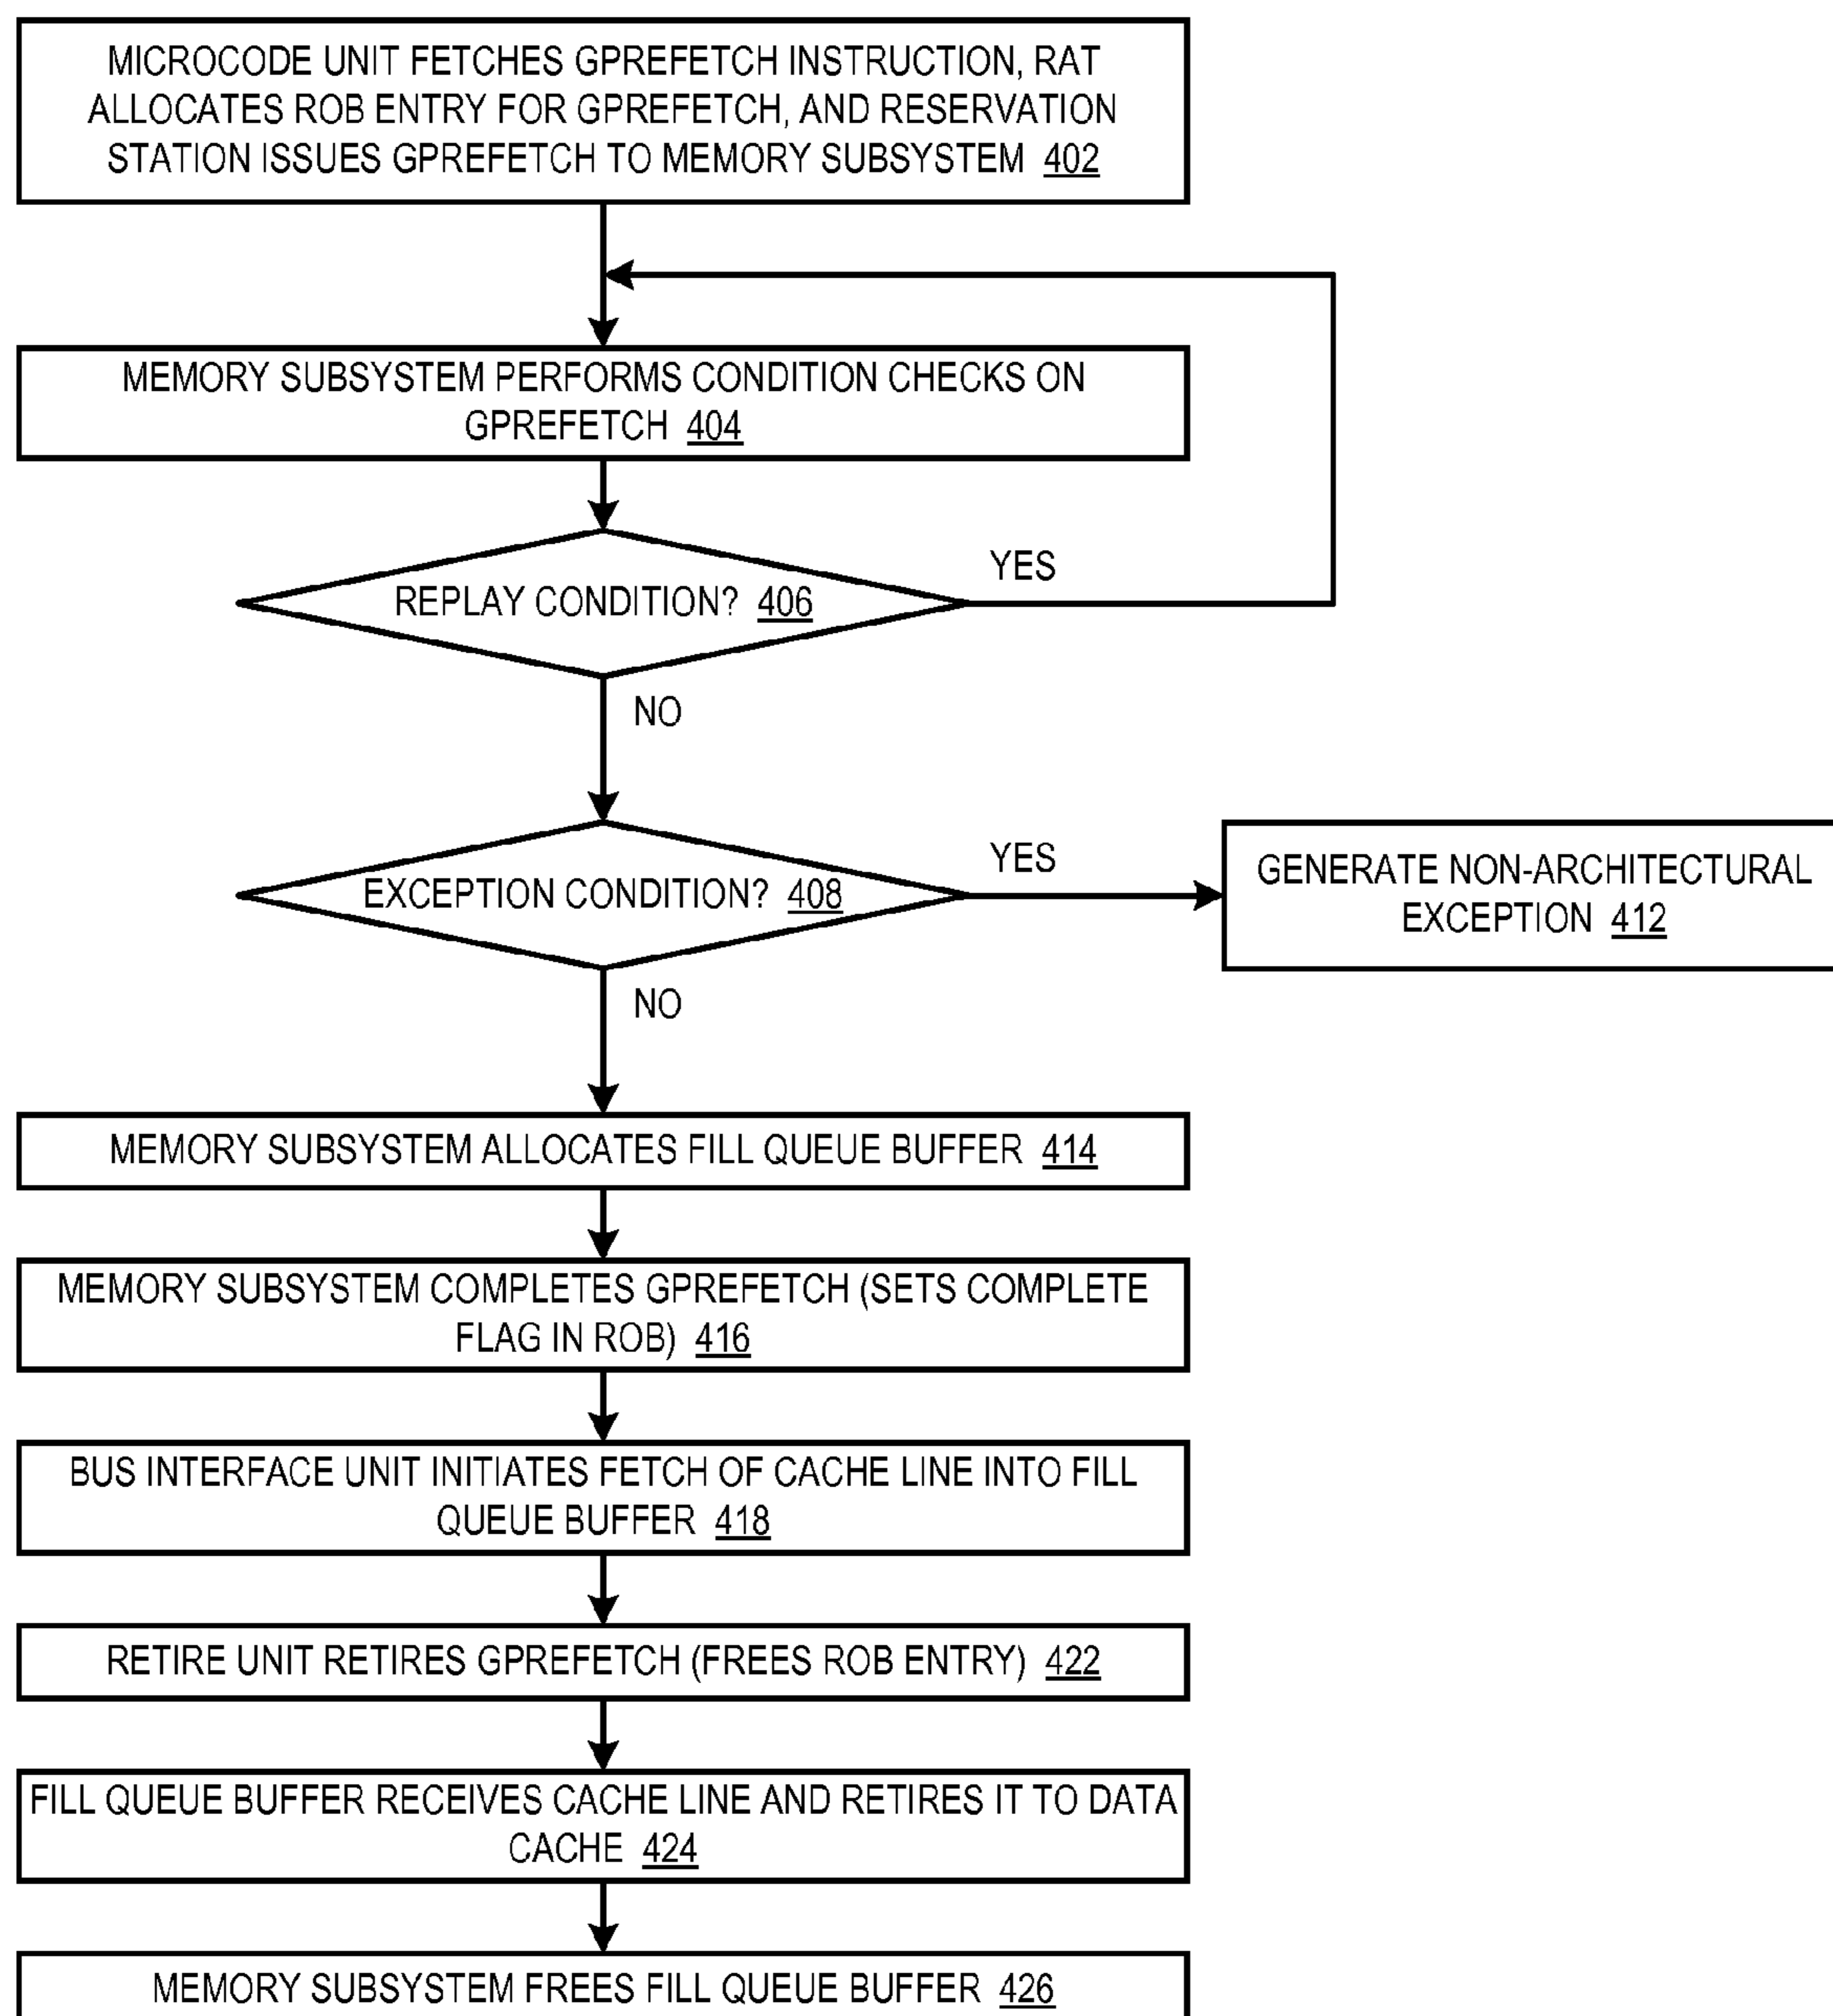 MICROCODE UNIT FETCHES GPREFETCH INSTRUCTION, RAT
ALLOCATES ROB ENTRY FOR GPREFETCH, AND RESERVATION
STATION ISSUES GPREFETCH TO MEMORY SUBSYSTEM 402
MEMORY SUBSYSTEM PERFORMS CONDITION CHECKS ON
GPREFETCH 404
YES
REPLAY CONDITION? 406
NO
YES
EXCEPTION CONDITION? 408
GENERATE NON-ARCHITECTURAL
EXCEPTION 412
NO
MEMORY SUBSYSTEM ALLOCATES FILL QUEUE BUFFER 414
MEMORY SUBSYSTEM COMPLETES GPREFETCH (SETS COMPLETE
FLAG IN ROB) 416
BUS INTERFACE UNIT INITIATES FETCH OF CACHE LINE INTO FILL
QUEUE BUFFER 418
RETIRE UNIT RETIRES GPREFETCH (FREES ROB ENTRY) 422
FILL QUEUE BUFFER RECEIVES CACHE LINE AND RETIRES IT TO DATA
CACHE 424
MEMORY SUBSYSTEM FREES FILL QUEUE BUFFER 426